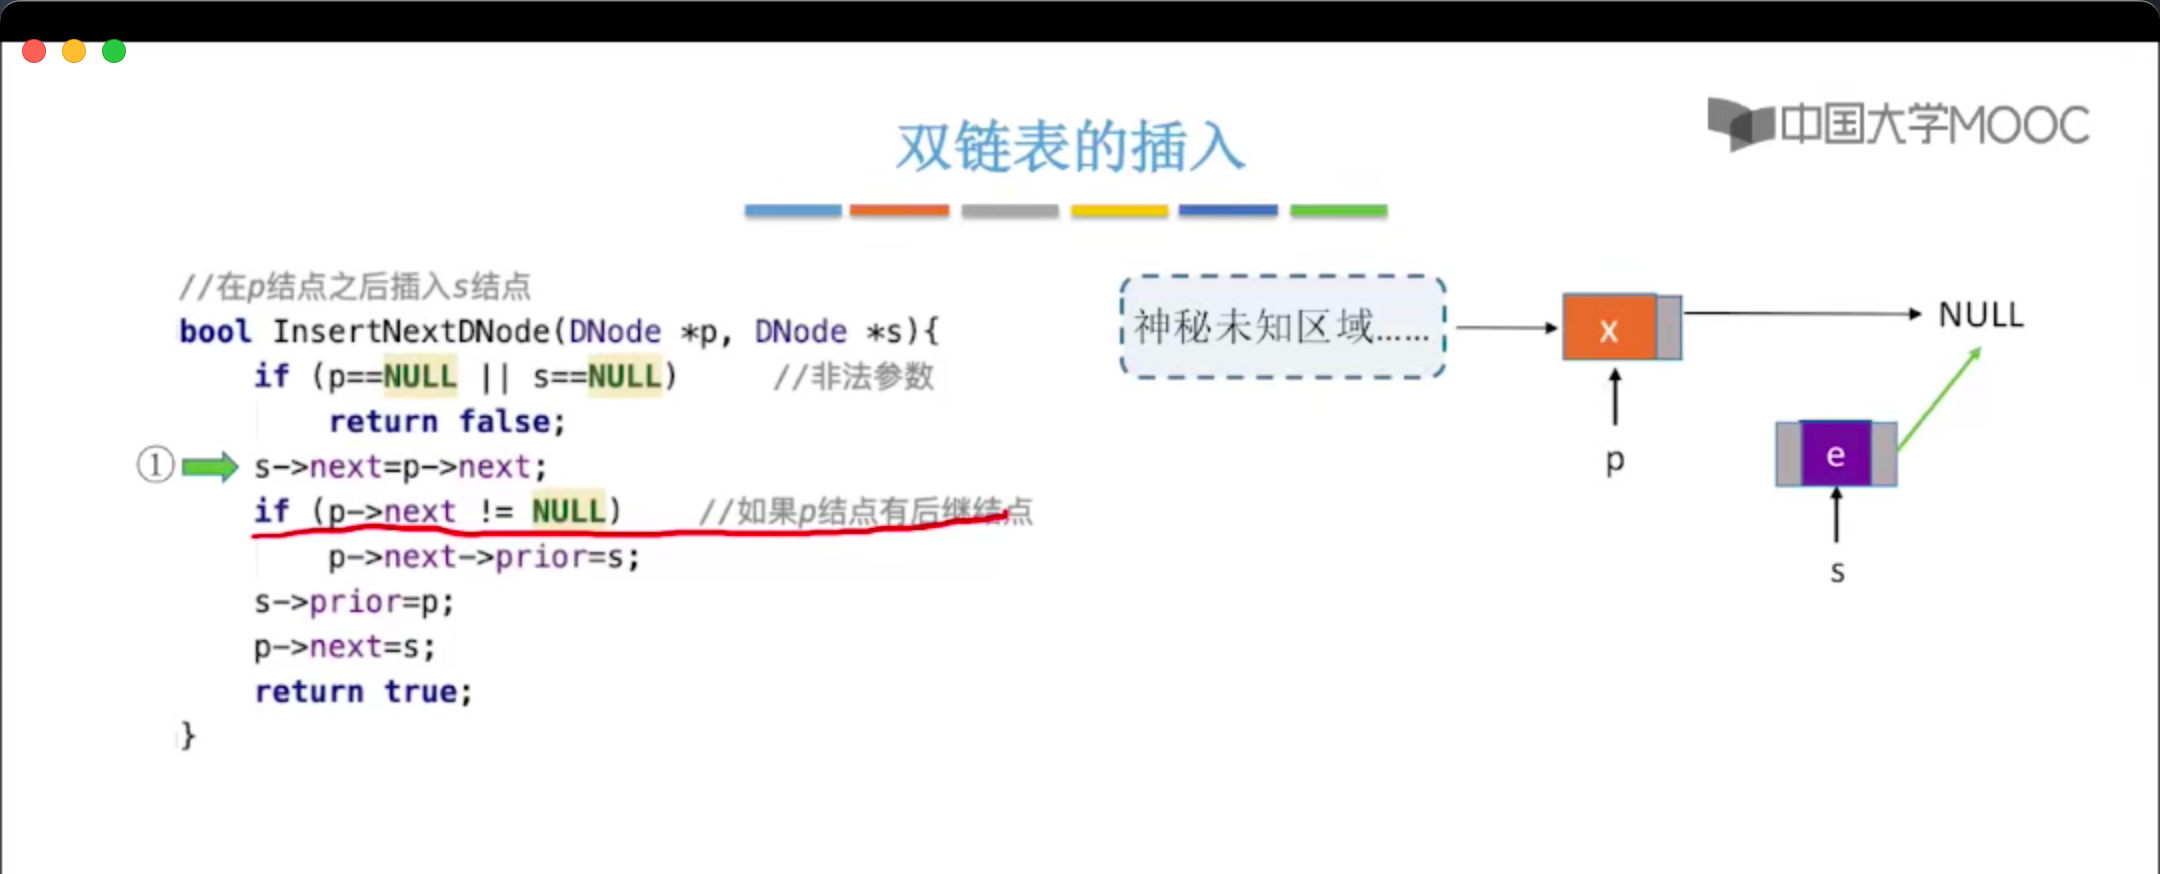 中国大学MOOC
双链表的插入
//在p结点之后插入s结点
bool InsertNextDNode(DNode *p, DNode *s){
if (p==NULL || s==NULL) //非法参数
return false;
① s->next=p->next;
if (p->next != NULL) //如果p结点有后继结点
p->next->prior=s;
s->prior=p;
p->next=s;
return true;
}
神秘未知区域……
x
NULL
p
e
s